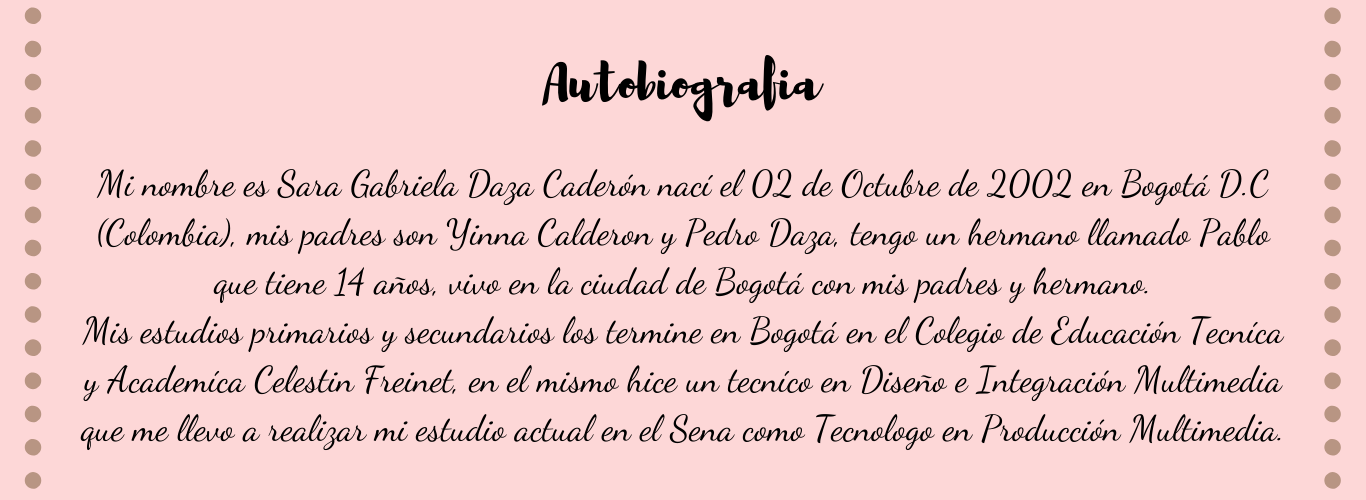 Autobiografia
Mi nombre es Sara Gabriela Daza Caderón nací el 02 de Octubre de 2002 en Bogotá D.C
(Colombia), mis padres son Yinna Calderon y Pedro Daza, tengo un hermano llamado Pablo
que tiene 14 años, vivo en la ciudad de Bogotá con mis padres y hermano.
Mis estudios primarios y secundarios los termine en Bogotá en el Colegio de Educación Tecníca
y Academíca Celestin Freinet, en el mismo hice un tecníco en Diseño e Integración Multimedia
que me llevo a realizar mi estudio actual en el Sena como Tecnologo en Producción Multimedia.